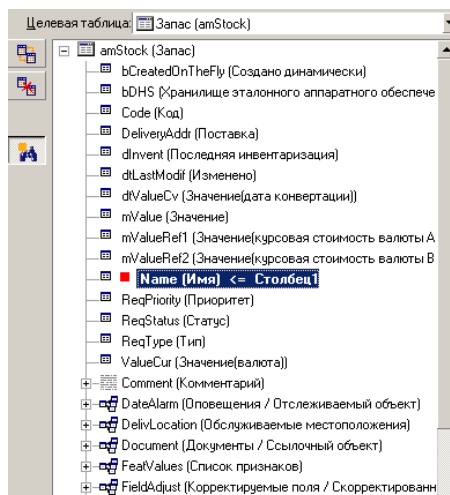 Целевая таблица: Запас (amStock)
amStock (Запас)
bCreatedOnTheFly (Создано динамически)
bDHS (Хранилище эталонного аппаратного обеспече
Code (Код)
DeliveryAddr (Поставка)
dInvent (Последняя инвентаризация)
dtLastModif (Изменено)
dtValueCv (Значение(дата конвертации))
mValue (Значение)
mValueRef1 (Значение(курсовая стоимость валюты A
mValueRef2 (Значение(курсовая стоимость валюты B
Name (Имя) <= Столбец1
ReqPriority (Приоритет)
ReqStatus (Статус)
ReqType (Тип)
ValueCur (Значение(валюта))
Comment (Комментарий)
DateAlarm (Оповещения / Отслеживаемый объект)
DelivLocation (Обслуживаемые местоположения)
Document (Документы / Ссылочный объект)
FeatValues (Список признаков)
FieldAdjust (Корректируемые поля / Скорректированн